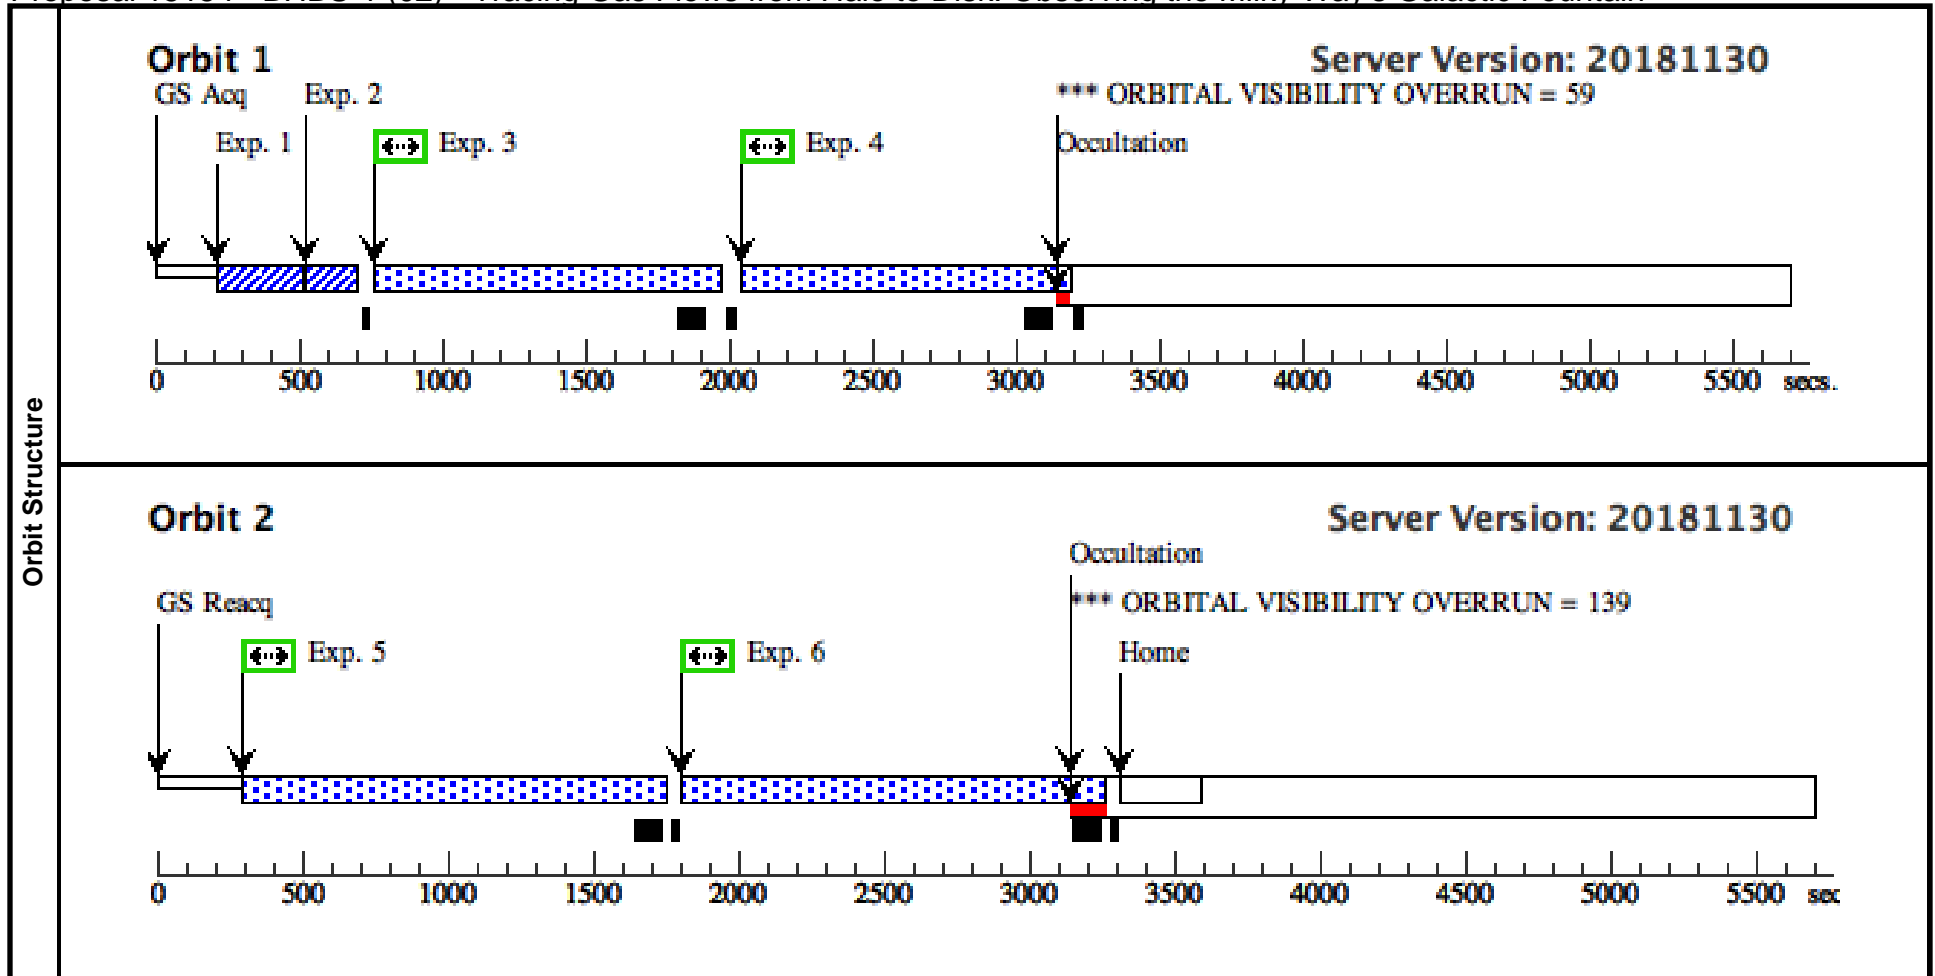 Orbit 1
Server Version: 20181130
GS Acq
Exp. 2
*** ORBITAL VISIBILITY OVERRUN = 59
Exp. 1
Exp. 3
Exp. 4
Occultation
0 500 1000 1500 2000 2500 3000 3500 4000 4500 5000 5500 secs.
Orbit Structure
Orbit 2
Server Version: 20181130
Occultation
GS Reacq
*** ORBITAL VISIBILITY OVERRUN = 139
Exp. 5
Exp. 6
Home
0 500 1000 1500 2000 2500 3000 3500 4000 4500 5000 5500 sec